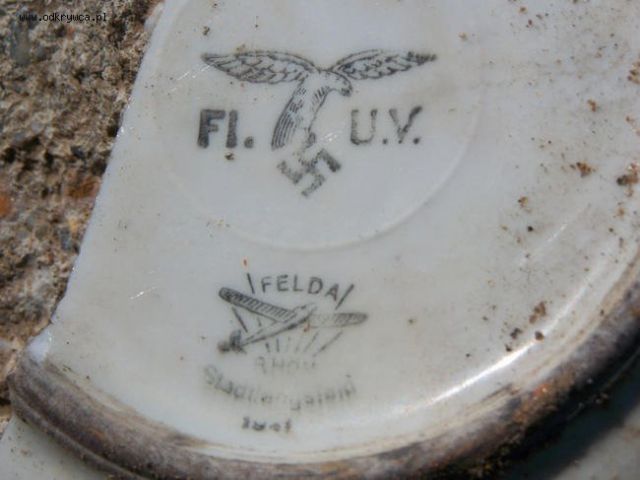 www.odkrywca.pl
Fl. U.V.
FELDA
RHÖN
Stadtlengsfeld
1941